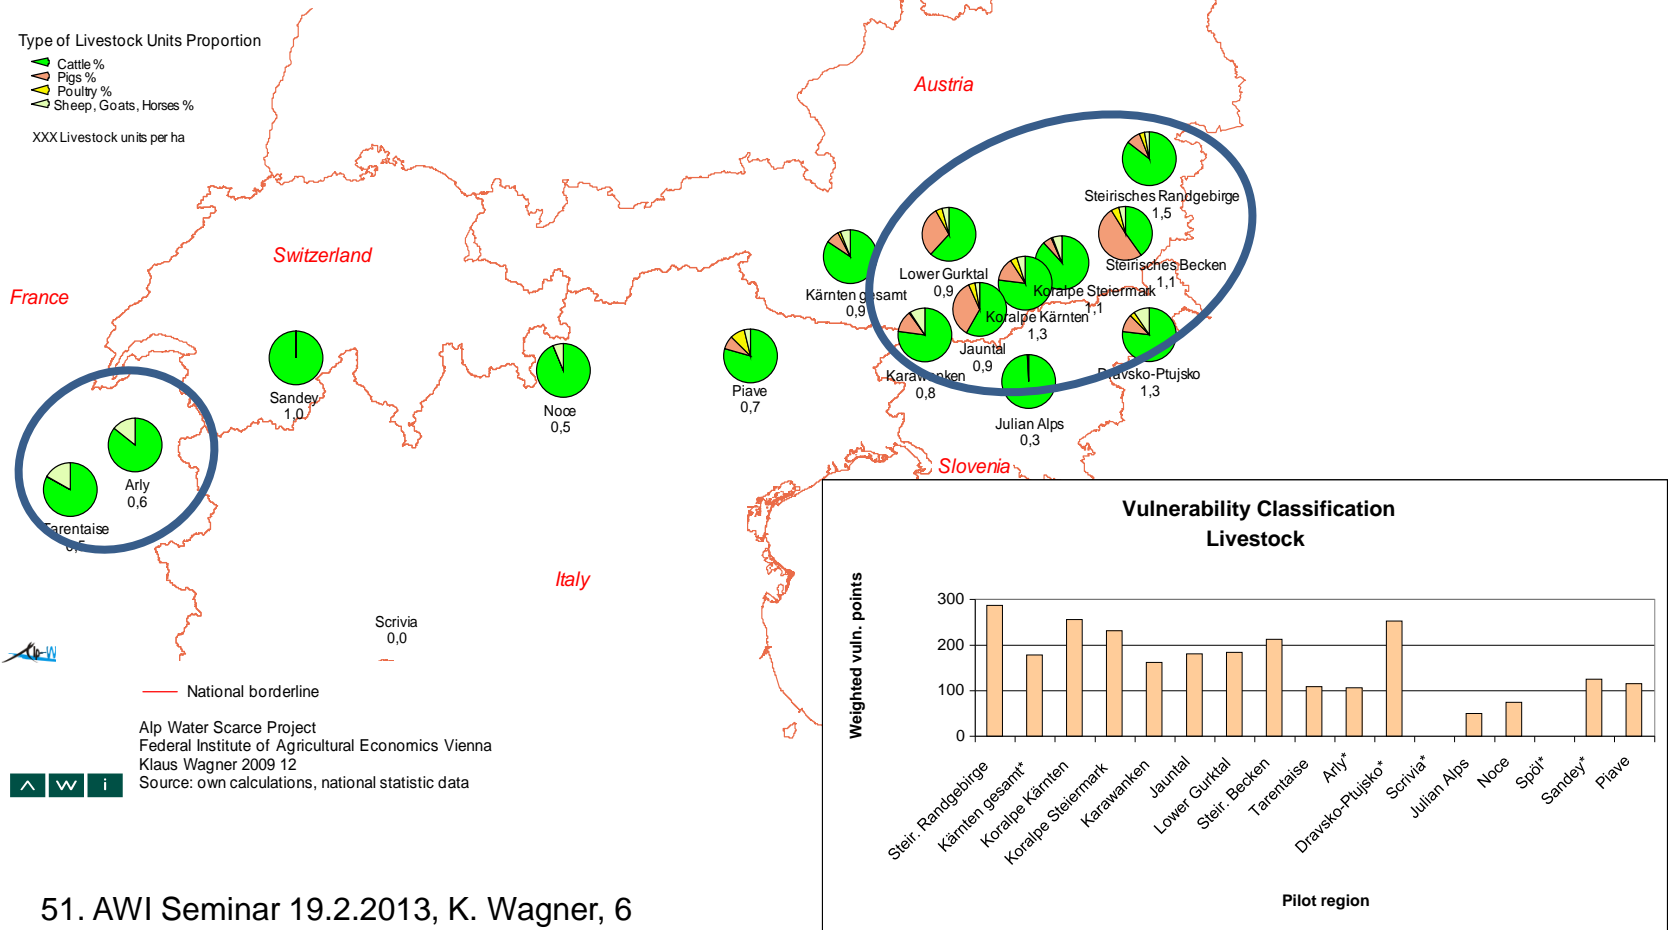 Type of Livestock Units Proportion
Cattle %
Pigs %
Poultry %
Sheep, Goats, Horses %
XXX Livestock units per ha
Austria
Switzerland
France
Italy
Slovenia
Steirisches Randgebirge
1,5
Steirisches Becken
1,1
Lower Gurktal
0,9
Kärnten gesamt
0,9
Koralpe Steiermark
1,1
Koralpe Kärnten
1,3
Jauntal
0,9
Karawanken
0,8
Dravsko-Ptujsko
1,3
Julian Alps
0,3
Piave
0,7
Noce
0,5
Sandey
1,0
Arly
0,6
Tarentaise
0,5
Scrivia
0,0
National borderline
Alp Water Scarce Project
Federal Institute of Agricultural Economics Vienna
Klaus Wagner 2009 12
Source: own calculations, national statistic data
Λ W i
Vulnerability Classification
Livestock
Weighted vuln. points
300
200
100
0
Steir. Randgebirge
Kärnten gesamt*
Koralpe Kärnten
Koralpe Steiermark
Karawanken
Jauntal
Lower Gurktal
Steir. Becken
Tarentaise
Arly*
Dravsko-Ptujsko*
Scrivia*
Julian Alps
Noce
Spöl*
Sandey*
Piave
Pilot region
51. AWI Seminar 19.2.2013, K. Wagner, 6